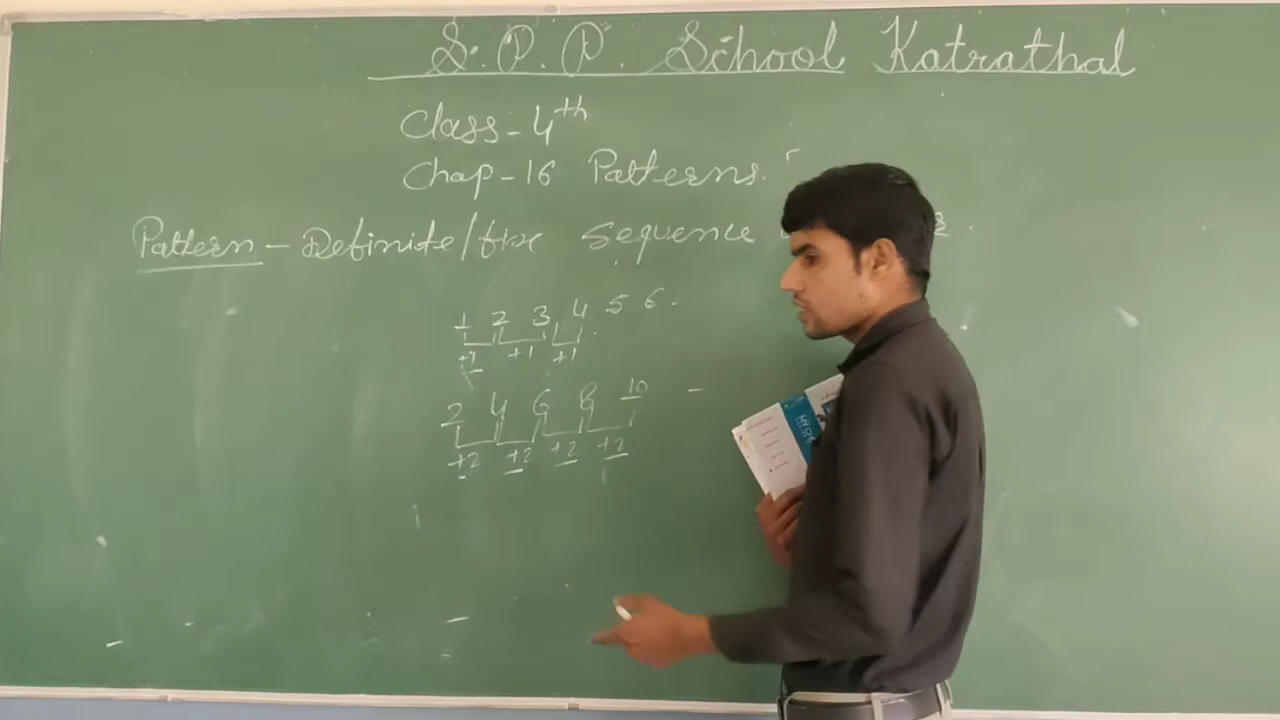 S. P. P. School Katrathal
Class - 4th
Chap - 16 Patterns.
Pattern - Definite/fix sequence
1 2 3 4 5 6.
+1 +1 +1
2 4 6 8 10 -
+2 +2 +2 +2